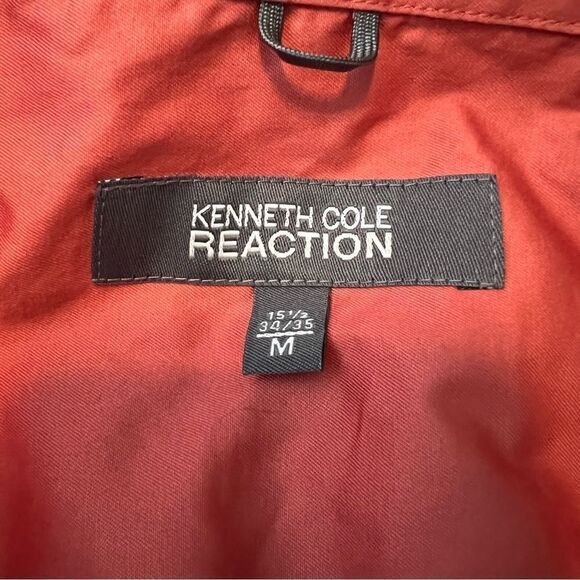 KENNETH COLE
REACTION
15 1/2
34/35
M